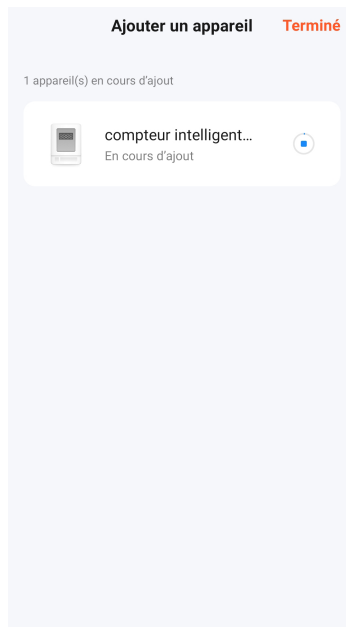 Ajouter un appareil
Terminé
1 appareil(s) en cours d'ajout
compteur intelligent...
En cours d'ajout